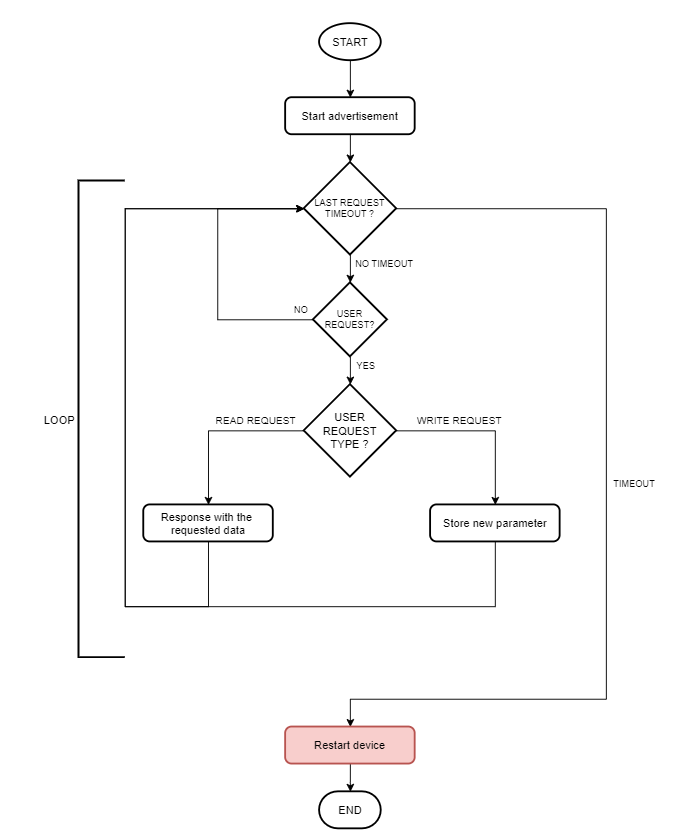 START
Start advertisement
LAST REQUEST
TIMEOUT ?
NO TIMEOUT
NO
USER
REQUEST?
YES
LOOP
READ REQUEST
USER
REQUEST
TYPE ?
WRITE REQUEST
TIMEOUT
Response with the
requested data
Store new parameter
Restart device
END